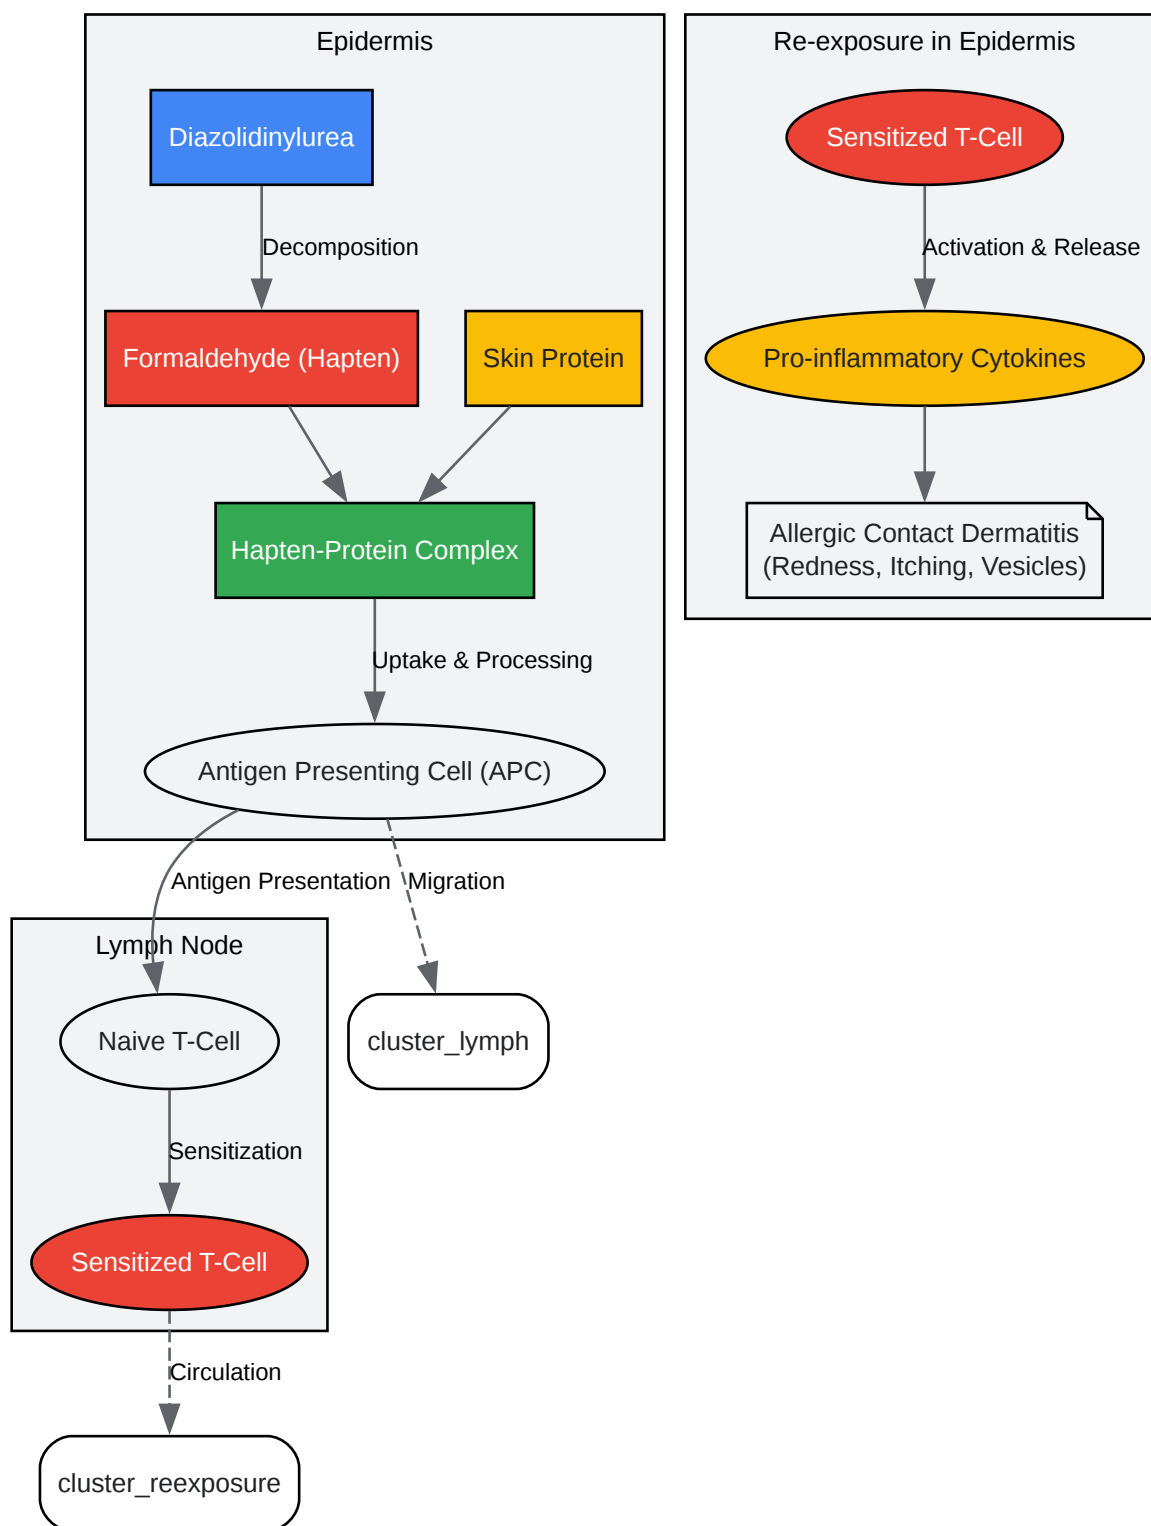 Epidermis
Diazolidinylurea
Decomposition
Formaldehyde (Hapten)
Skin Protein
Hapten-Protein Complex
Uptake & Processing
Antigen Presenting Cell (APC)
Antigen Presentation
Migration
Lymph Node
Naive T-Cell
cluster_lymph
Sensitization
Sensitized T-Cell
Circulation
cluster_reexposure
Re-exposure in Epidermis
Sensitized T-Cell
Activation & Release
Pro-inflammatory Cytokines
Allergic Contact Dermatitis
(Redness, Itching, Vesicles)